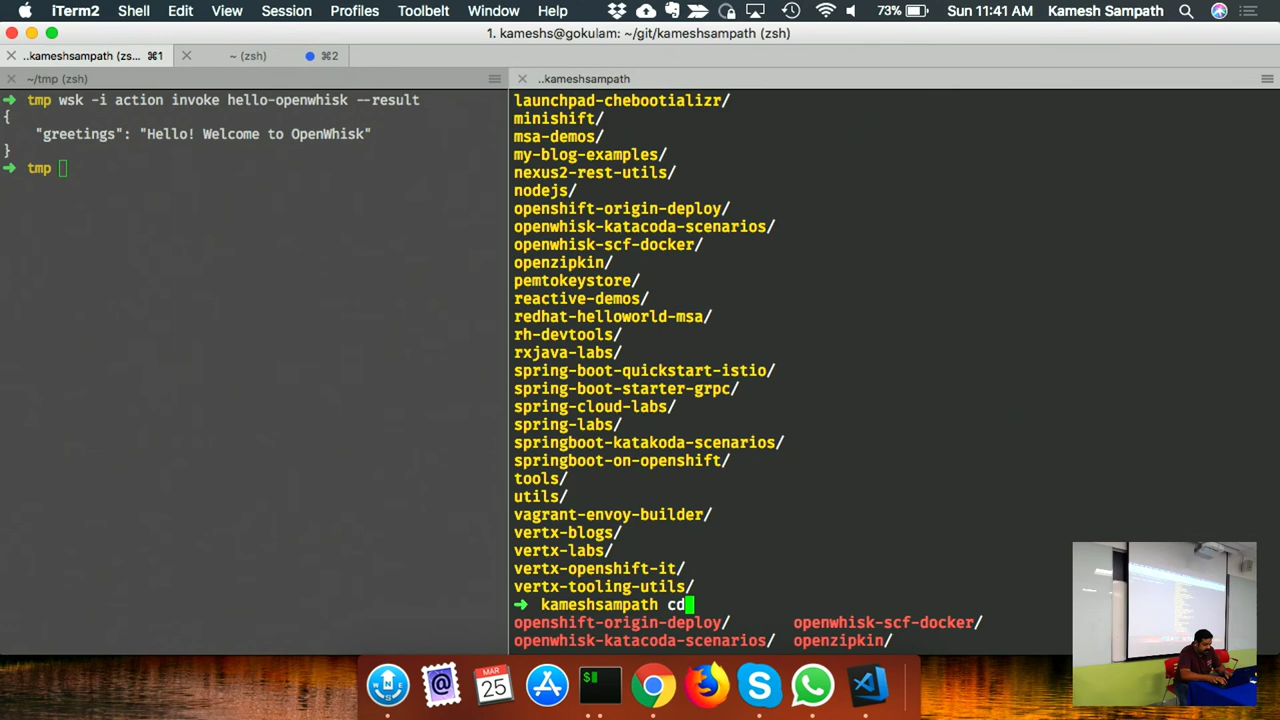 iTerm2 Shell Edit View Session Profiles Toolbelt Window Help 73% Sun 11:41 AM Kamesh Sampath
1. kameshs@gokulam: ~/git/kameshsampath (zsh)
..kameshsampath (zs... ⌘1 ~ (zsh) ⌘2
~/tmp (zsh)
➜ tmp wsk -i action invoke hello-openwhisk --result
{
"greetings": "Hello! Welcome to OpenWhisk"
}
➜ tmp
..kameshsampath
launchpad-chebootializr/
minishift/
msa-demos/
my-blog-examples/
nexus2-rest-utils/
nodejs/
openshift-origin-deploy/
openwhisk-katacoda-scenarios/
openwhisk-scf-docker/
openzipkin/
pemtokeystore/
reactive-demos/
redhat-helloworld-msa/
rh-devtools/
rxjava-labs/
spring-boot-quickstart-istio/
spring-boot-starter-grpc/
spring-cloud-labs/
spring-labs/
springboot-katakoda-scenarios/
springboot-on-openshift/
tools/
utils/
vagrant-envoy-builder/
vertx-blogs/
vertx-labs/
vertx-openshift-it/
vertx-tooling-utils/
➜ kameshsampath cd
openshift-origin-deploy/ openwhisk-scf-docker/
openwhisk-katacoda-scenarios/ openzipkin/
MAR
25